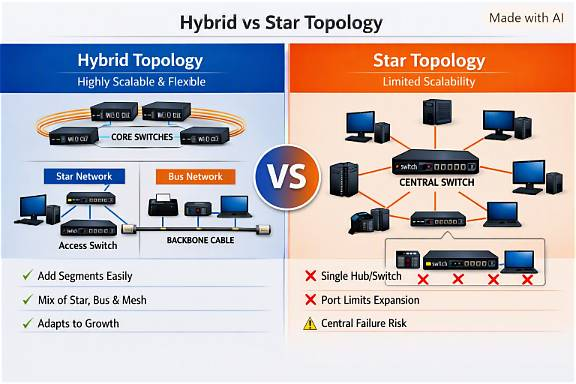 Hybrid vs Star Topology
Made with AI
Hybrid Topology
Highly Scalable & Flexible
CORE SWITCHES
Star Network
Bus Network
Access Switch
BACKBONE CABLE
Add Segments Easily
Mix of Star, Bus & Mesh
Adapts to Growth
VS
Star Topology
Limited Scalability
switch
CENTRAL SWITCH
switch
Single Hub/Switch
Port Limits Expansion
Central Failure Risk